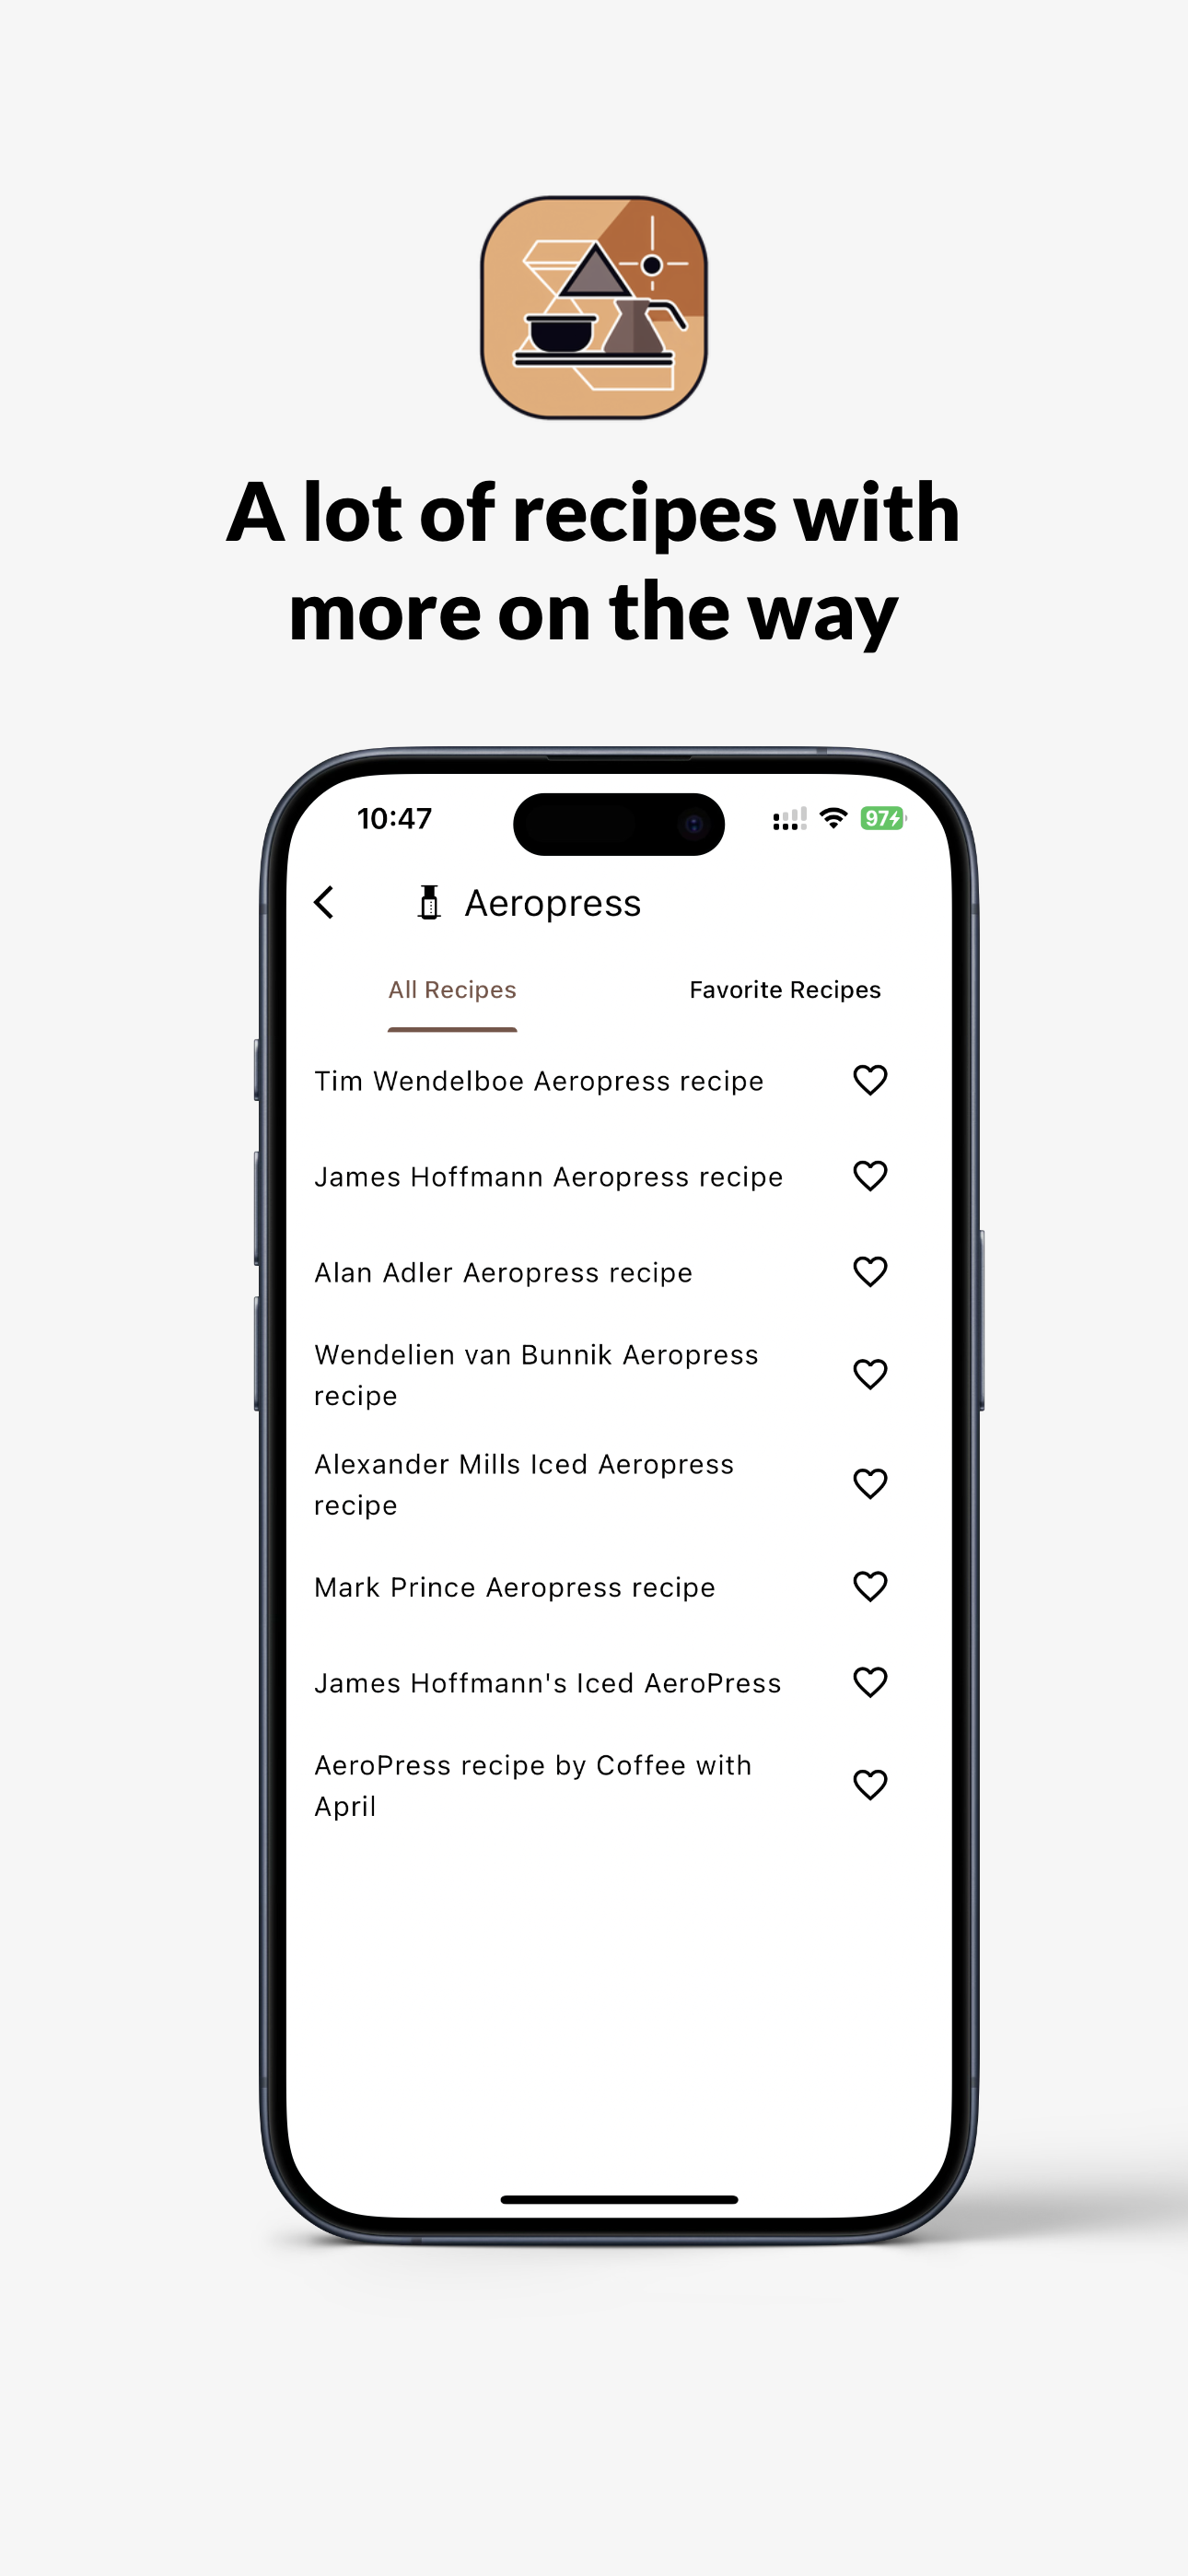 A lot of recipes with
more on the way
10:47
97
Aeropress
All Recipes
Favorite Recipes
Tim Wendelboe Aeropress recipe
James Hoffmann Aeropress recipe
Alan Adler Aeropress recipe
Wendelien van Bunnik Aeropress
recipe
Alexander Mills Iced Aeropress
recipe
Mark Prince Aeropress recipe
James Hoffmann's Iced AeroPress
AeroPress recipe by Coffee with
April